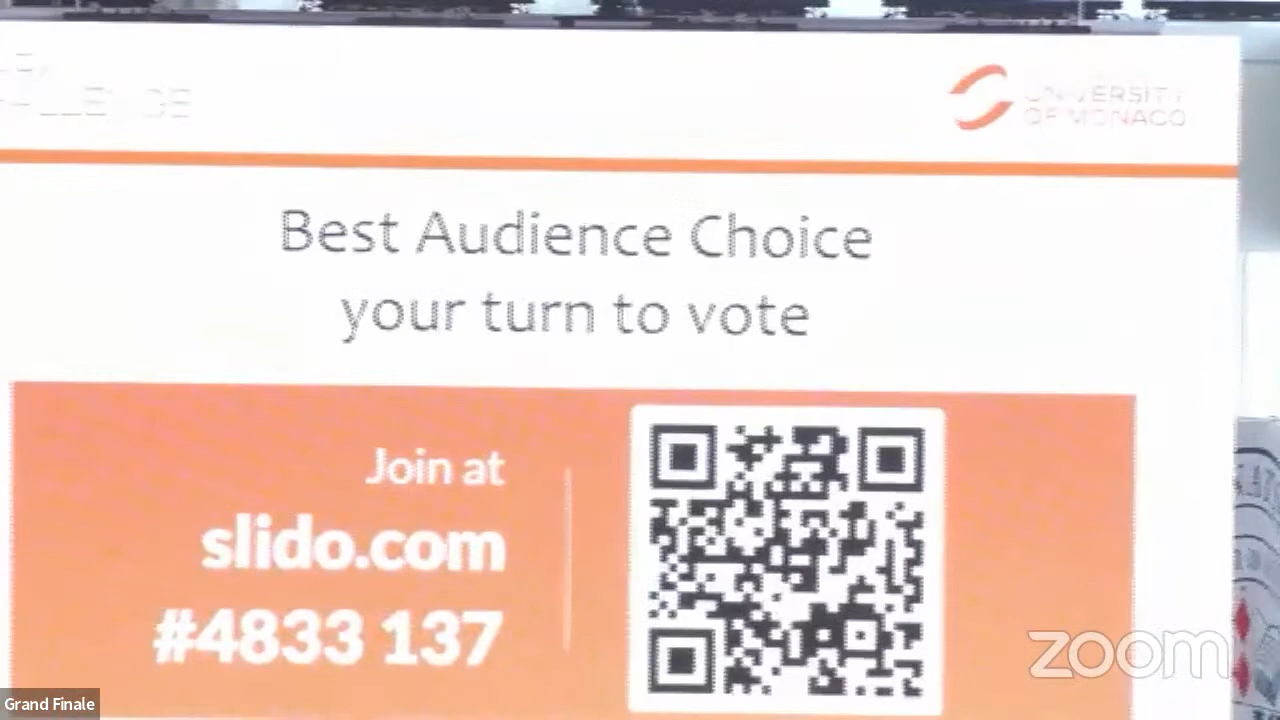 UNIVERSITY
OF MONACO
Best Audience Choice
your turn to vote
Join at
slido.com
#4833 137
zoom
Grand Finale